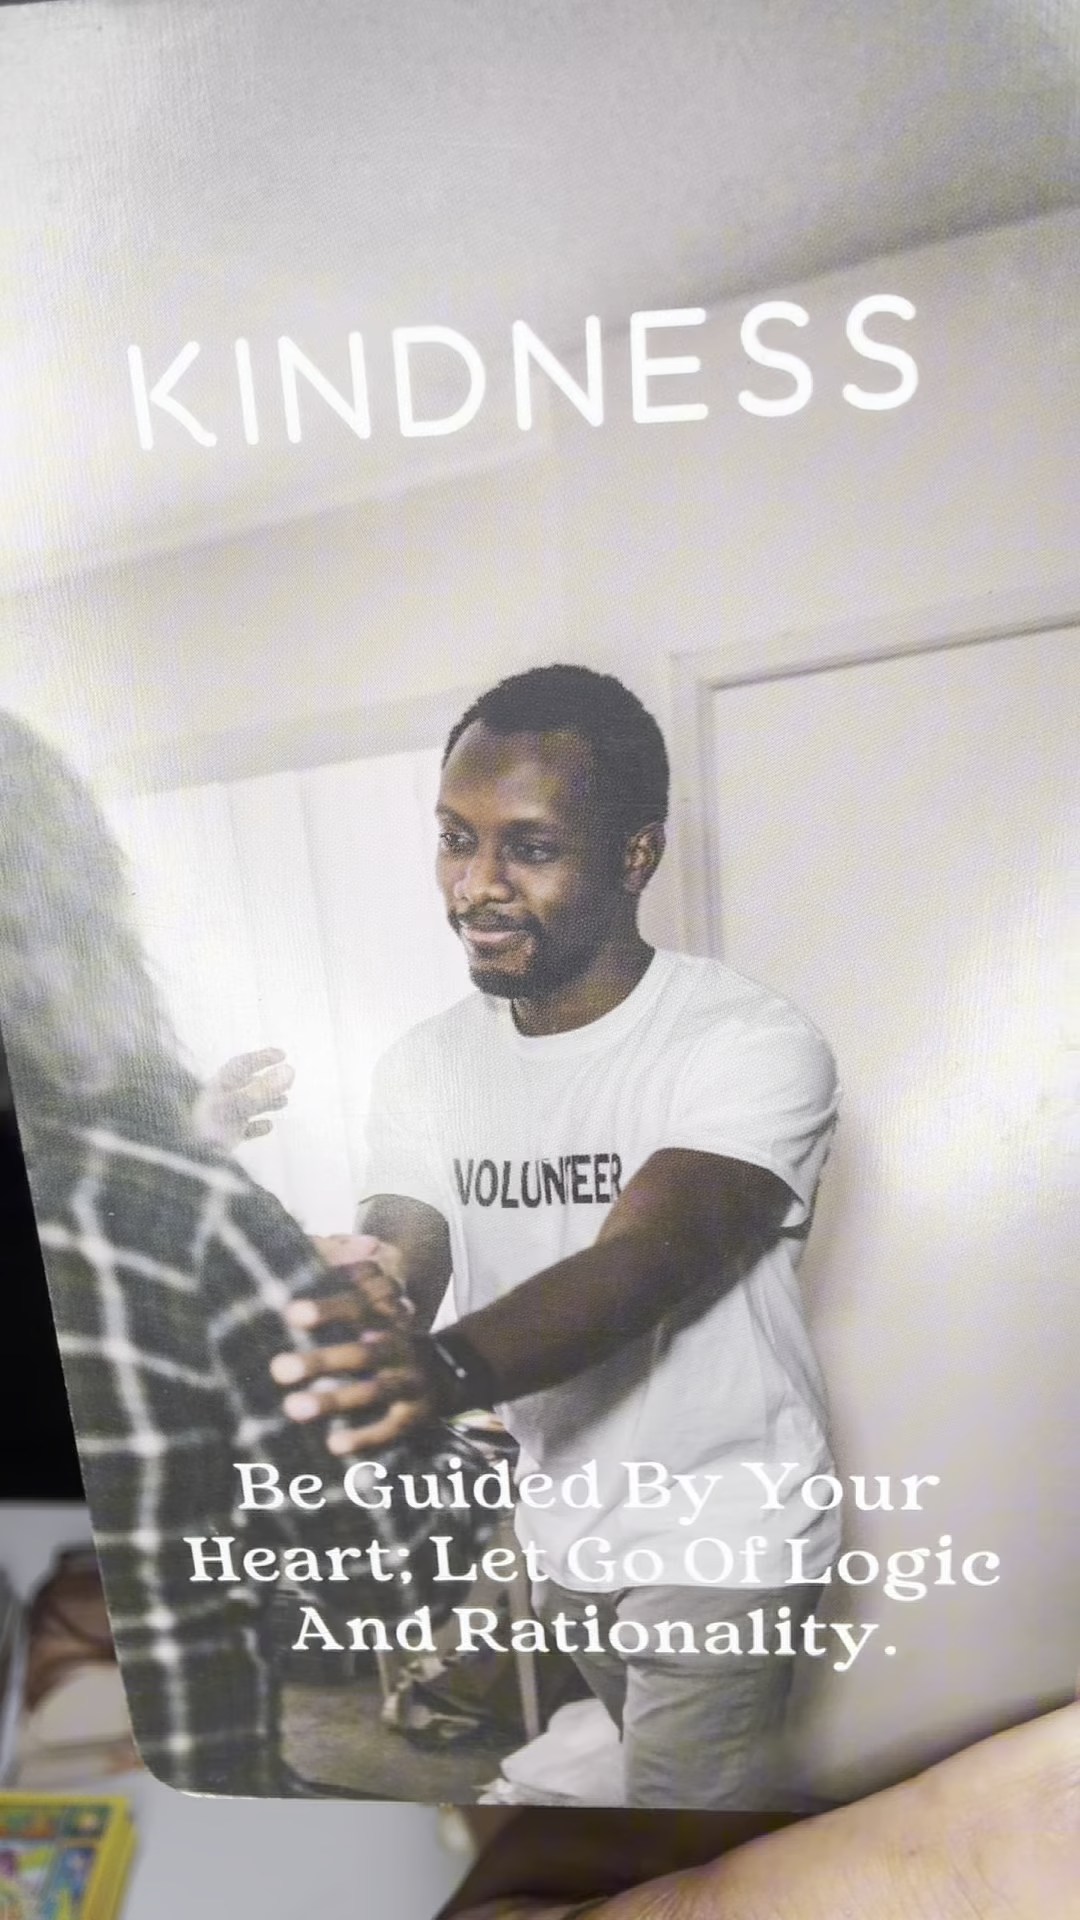 KINDNESS
VOLUNTEER
Be Guided By Your
Heart; Let Go Of Logic
And Rationality.